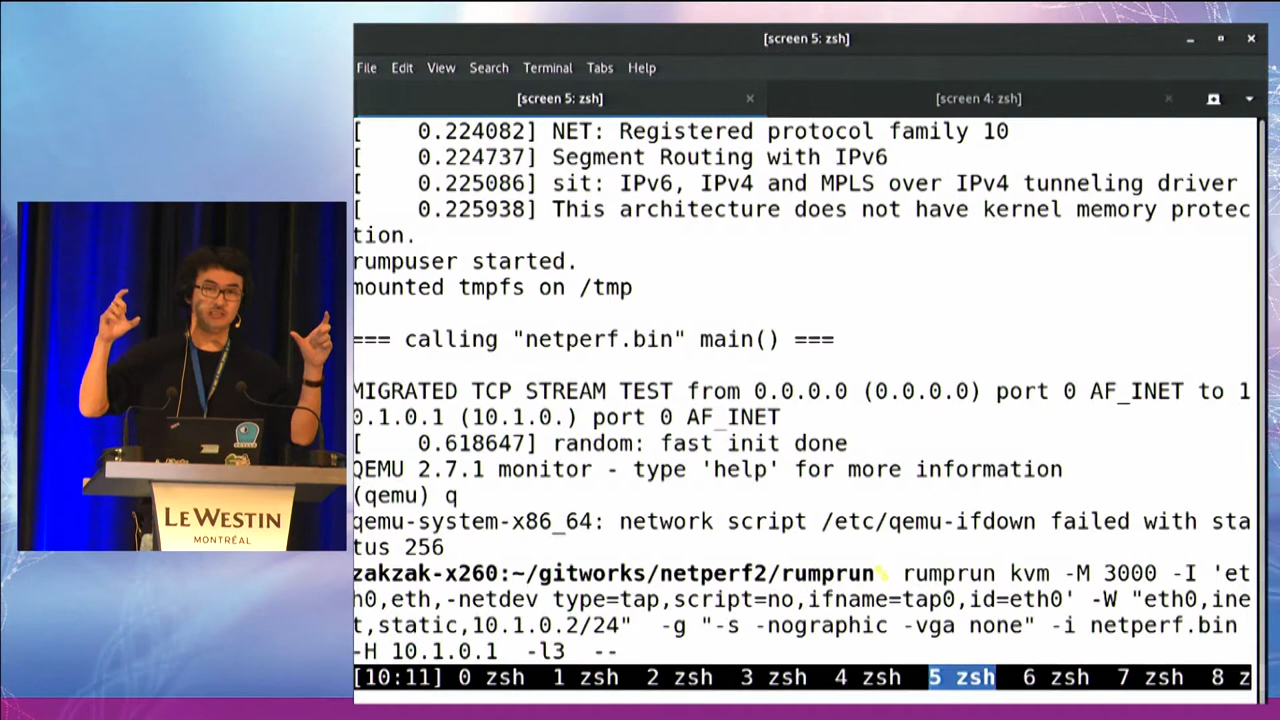 [screen 5: zsh]
File Edit View Search Terminal Tabs Help
[screen 5: zsh] [screen 4: zsh]
[    0.224082] NET: Registered protocol family 10
[    0.224737] Segment Routing with IPv6
[    0.225086] sit: IPv6, IPv4 and MPLS over IPv4 tunneling driver
[    0.225938] This architecture does not have kernel memory protec
tion.
rumpuser started.
mounted tmpfs on /tmp
=== calling "netperf.bin" main() ===
MIGRATED TCP STREAM TEST from 0.0.0.0 (0.0.0.0) port 0 AF_INET to 1
0.1.0.1 (10.1.0.) port 0 AF_INET
[    0.618647] random: fast_init done
QEMU 2.7.1 monitor - type 'help' for more information
(qemu) q
qemu-system-x86_64: network script /etc/qemu-ifdown failed with sta
tus 256
zakzak-x260:~/gitworks/netperf2/rumprun% rumprun kvm -M 3000 -I 'et
h0,eth,-netdev type=tap,script=no,ifname=tap0,id=eth0' -W "eth0,ine
t,static,10.1.0.2/24"  -g "-s -nographic -vga none" -i netperf.bin
-H 10.1.0.1  -l3  --
[10:11] 0 zsh  1 zsh  2 zsh  3 zsh  4 zsh  5 zsh  6 zsh  7 zsh  8 z
LE WESTIN
MONTRÉAL